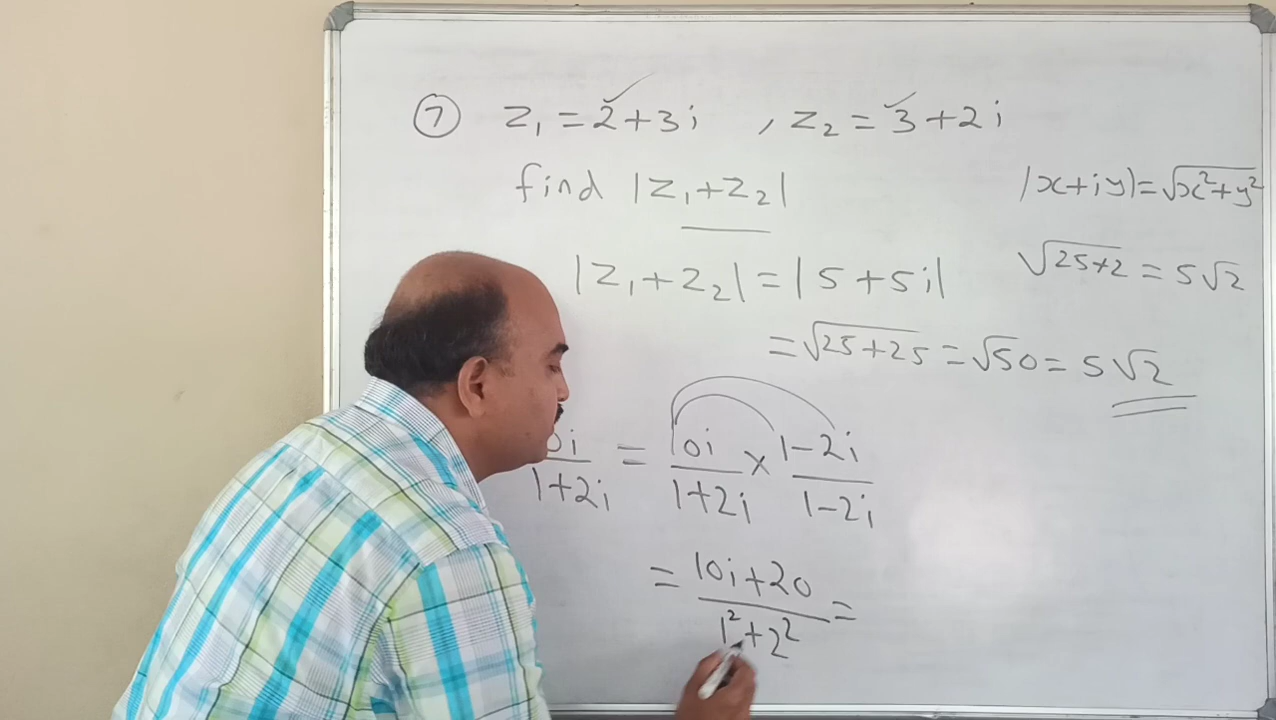 ⑦ z₁ = 2 + 3i , z₂ = 3 + 2i
find |z₁ + z₂|
|x + iy| = √(x² + y²)
|z₁ + z₂| = |5 + 5i|
√(25+2) = 5√2
= √(25+25) = √50 = 5√2
0i/(1+2i) = 10i/(1+2i) × (1-2i)/(1-2i)
= (10i+20)/(1²+2²) =